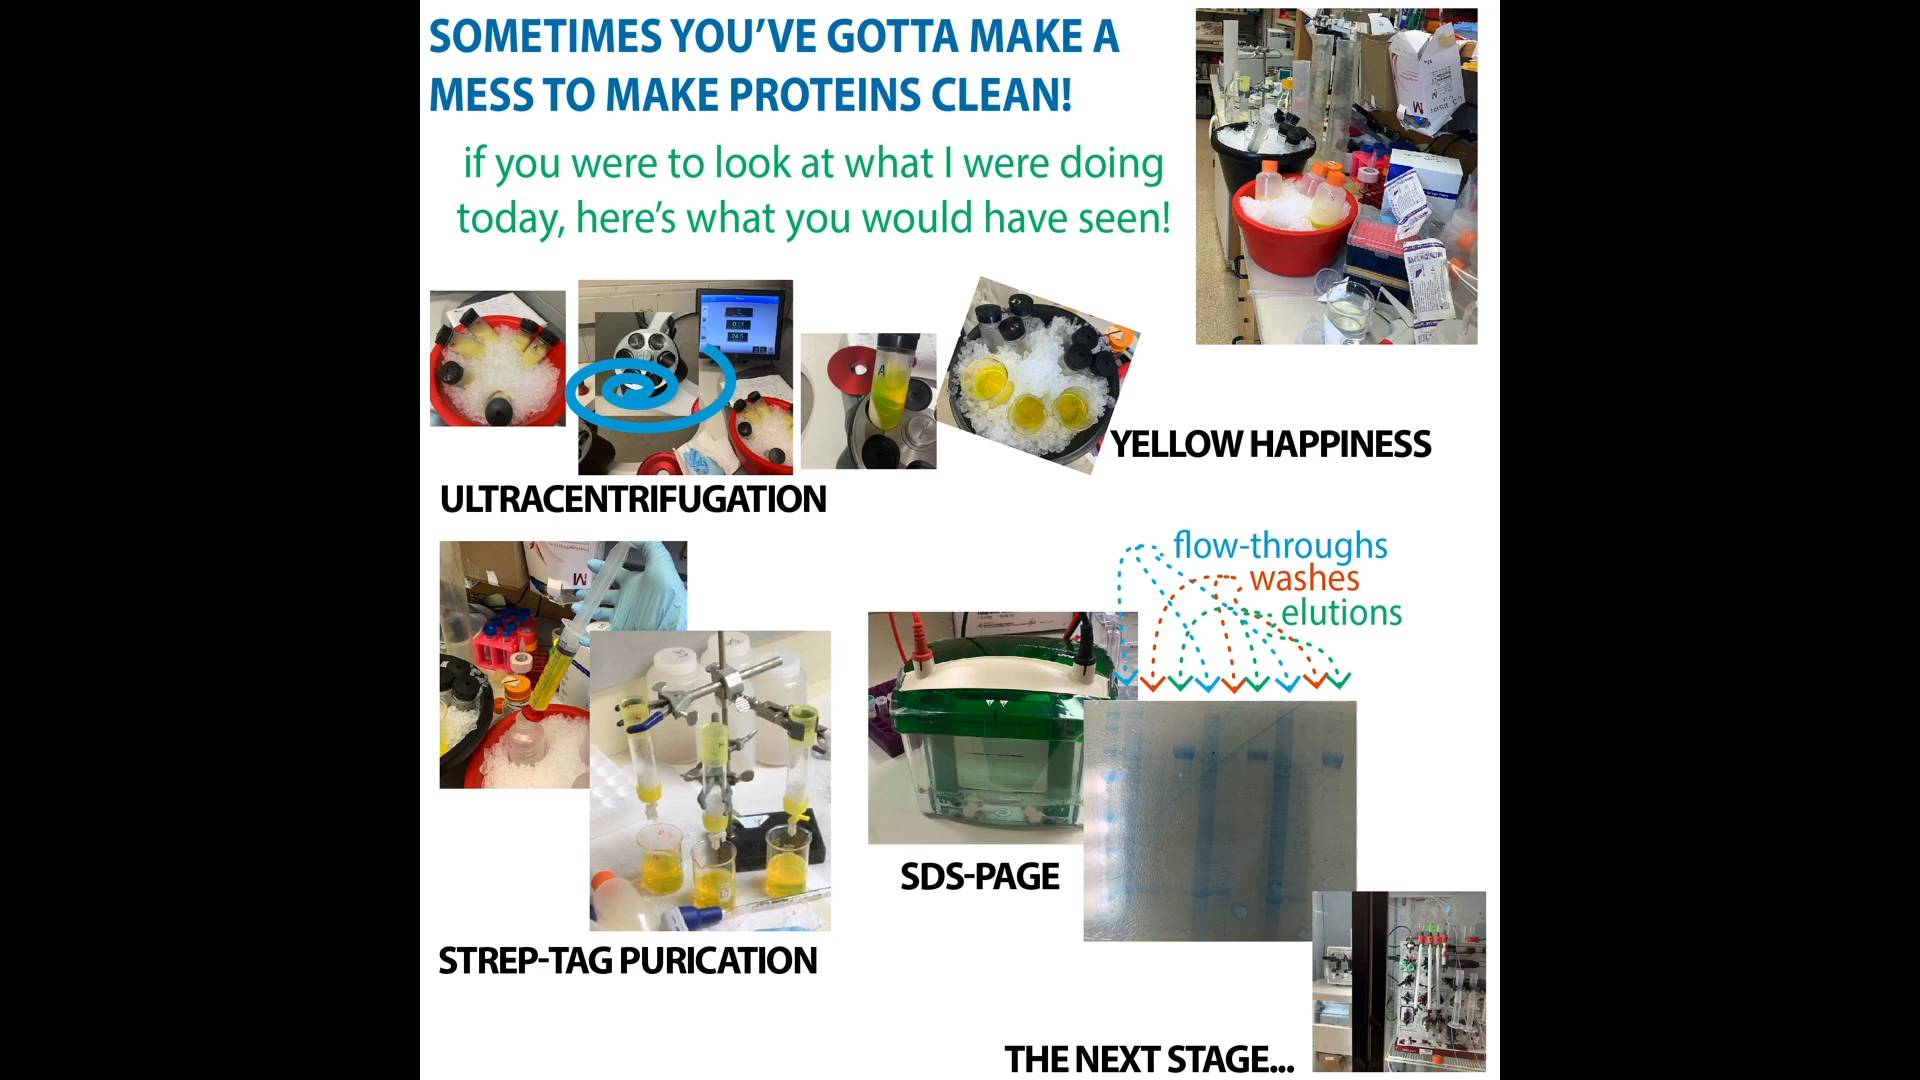 SOMETIMES YOU'VE GOTTA MAKE A
MESS TO MAKE PROTEINS CLEAN!
if you were to look at what I were doing
today, here's what you would have seen!
YELLOW HAPPINESS
ULTRACENTRIFUGATION
A
flow-throughs
washes
elutions
SDS-PAGE
STREP-TAG PURICATION
THE NEXT STAGE...